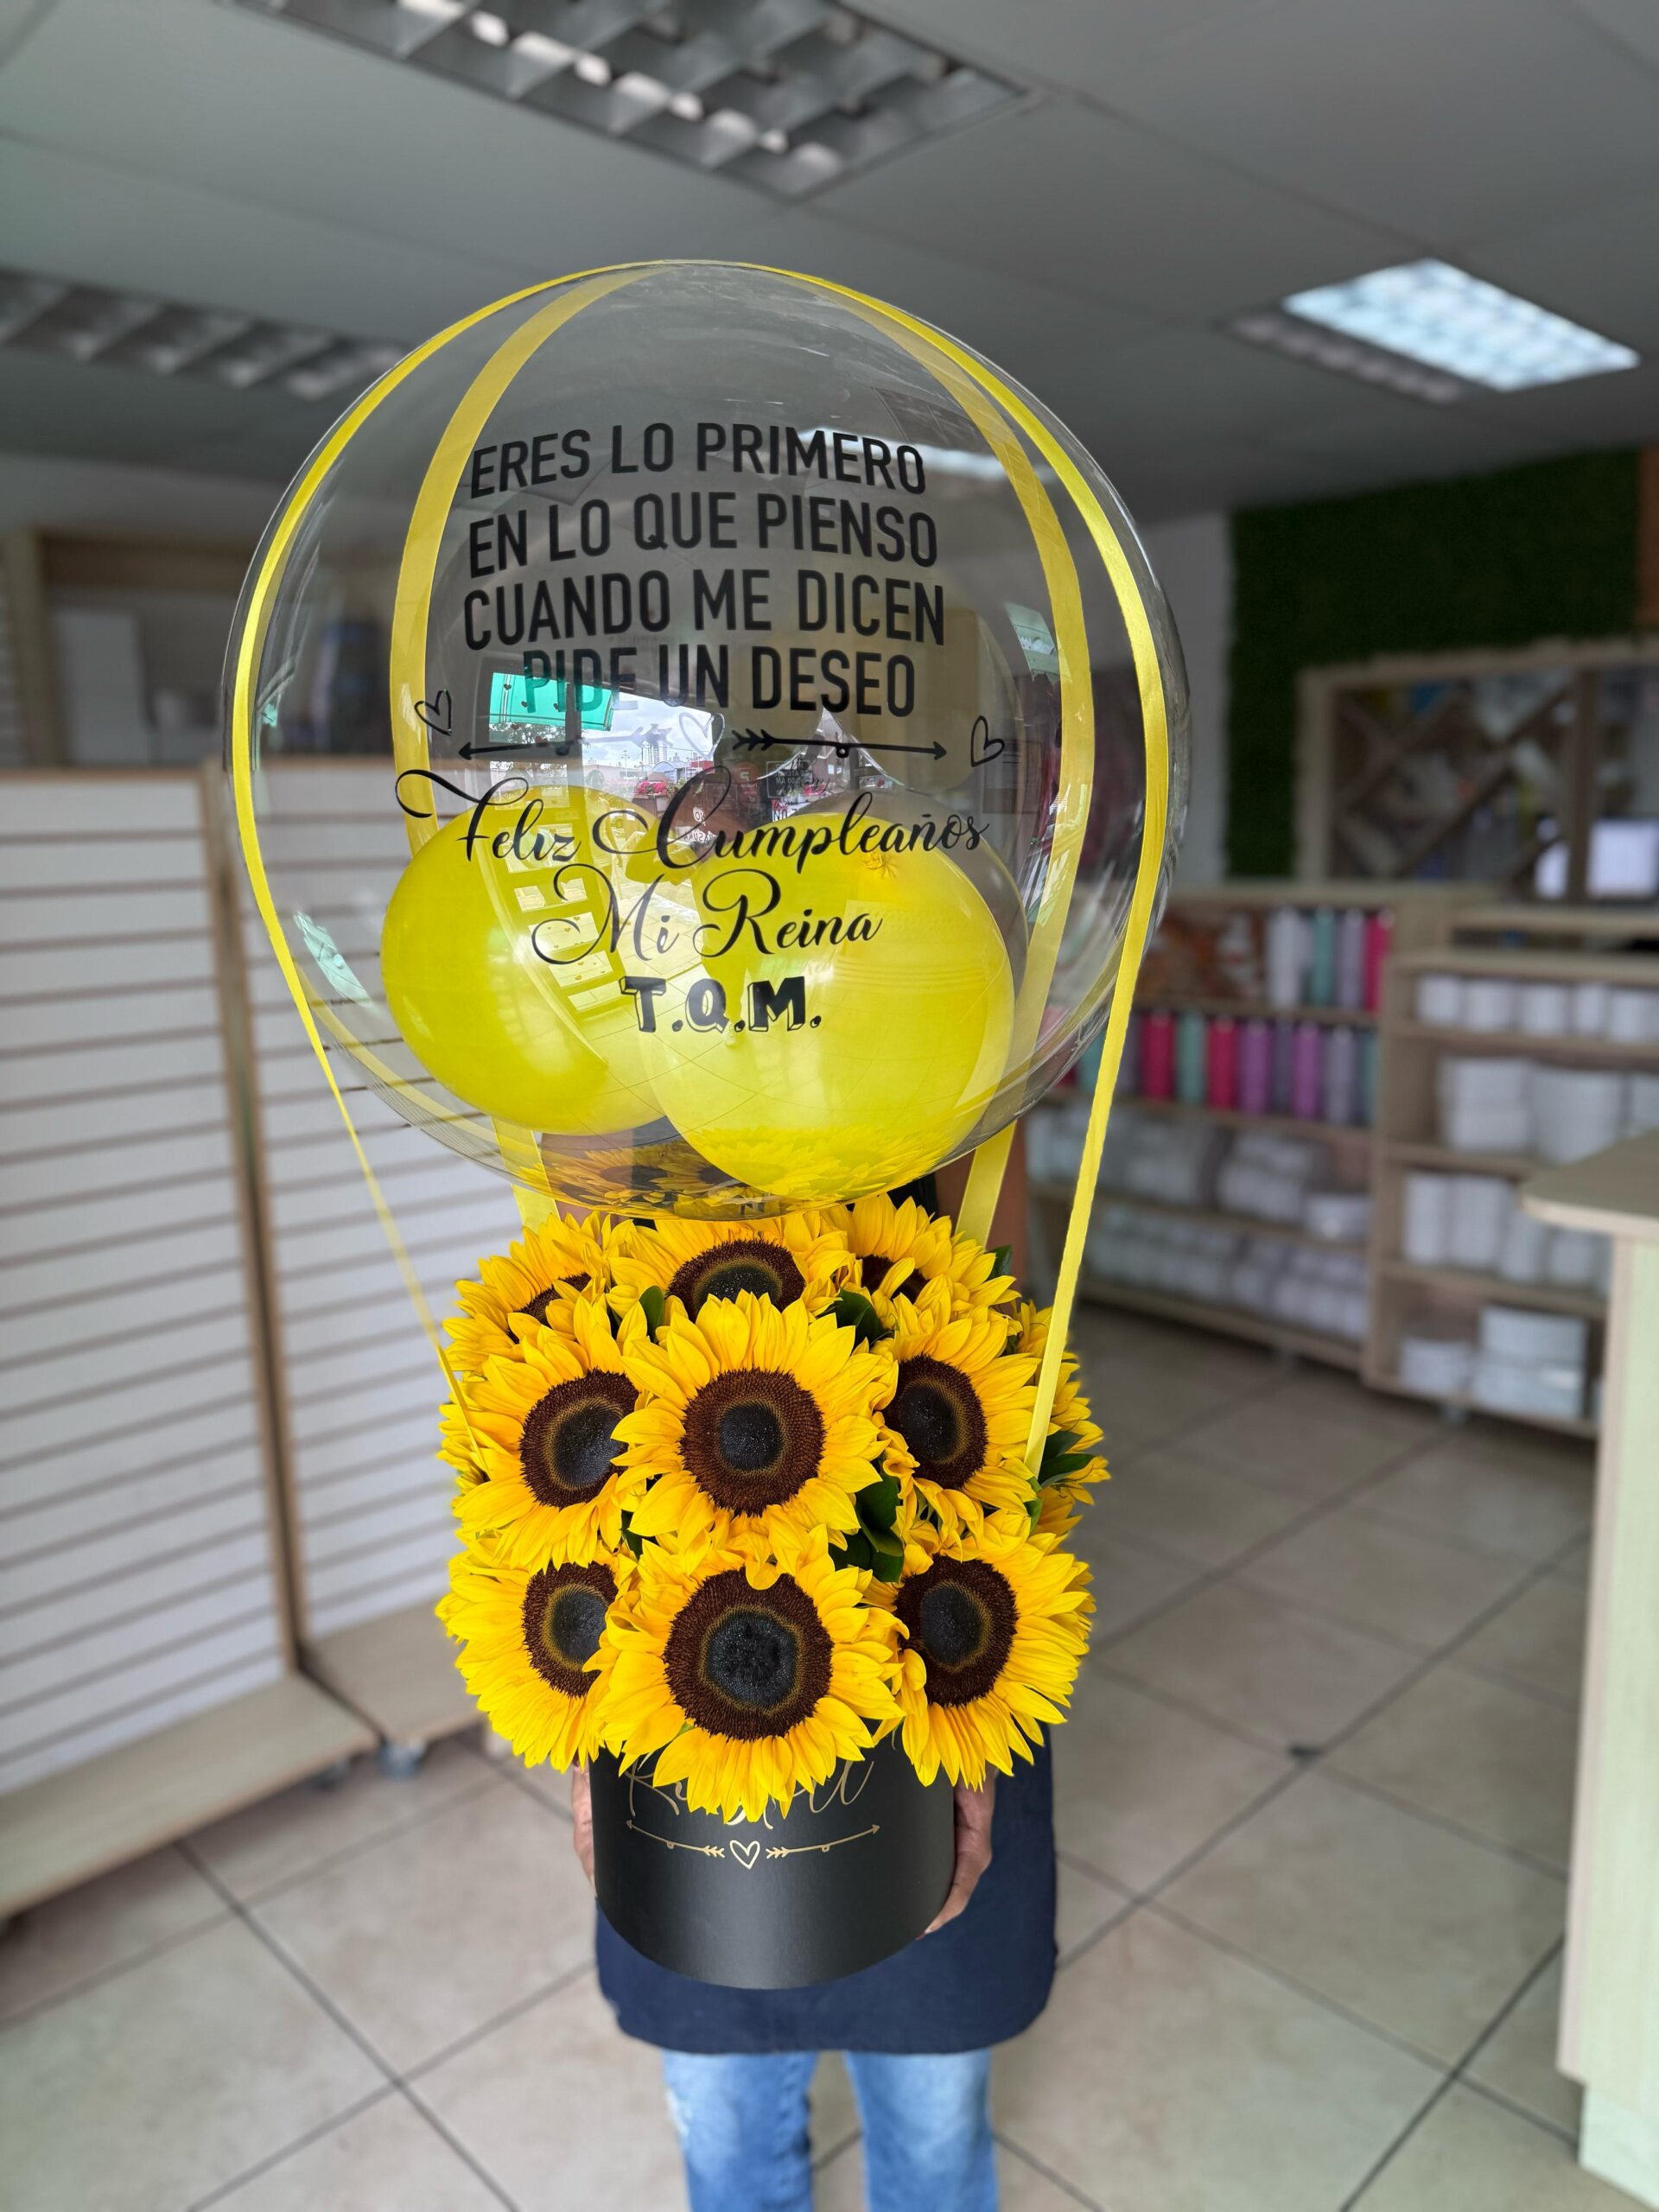 ERES LO PRIMERO
EN LO QUE PIENSO
CUANDO ME DICEN
PIDE UN DESEO
Feliz Cumpleaños
Mi Reina
T.Q.M.